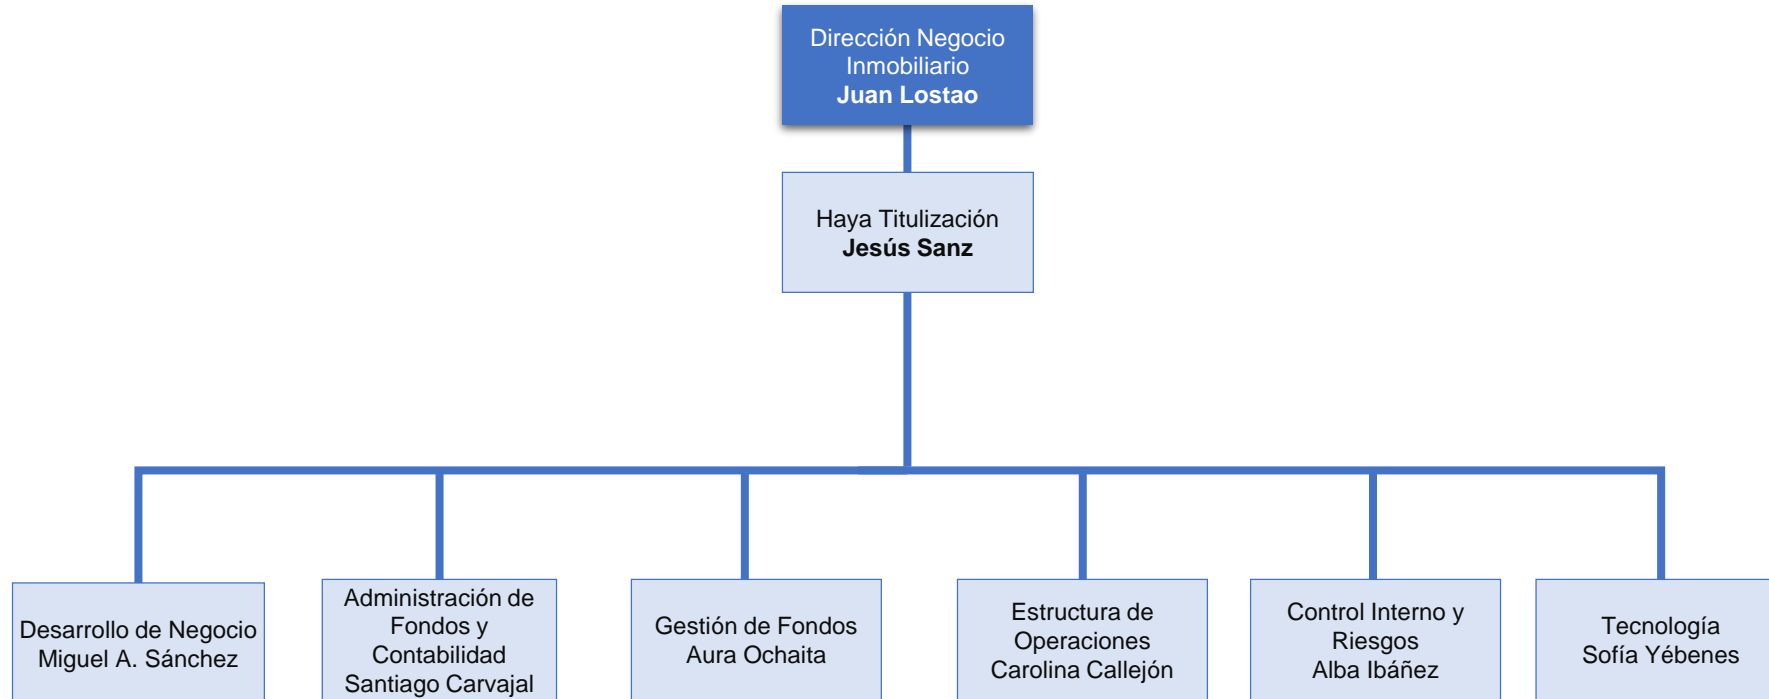 Dirección Negocio
Inmobiliario
Juan Lostao
Haya Titulización
Jesús Sanz
Desarrollo de Negocio
Miguel A. Sánchez
Administración de
Fondos y
Contabilidad
Santiago Carvajal
Gestión de Fondos
Aura Ochaita
Estructura de
Operaciones
Carolina Callejón
Control Interno y
Riesgos
Alba Ibáñez
Tecnología
Sofía Yébenes